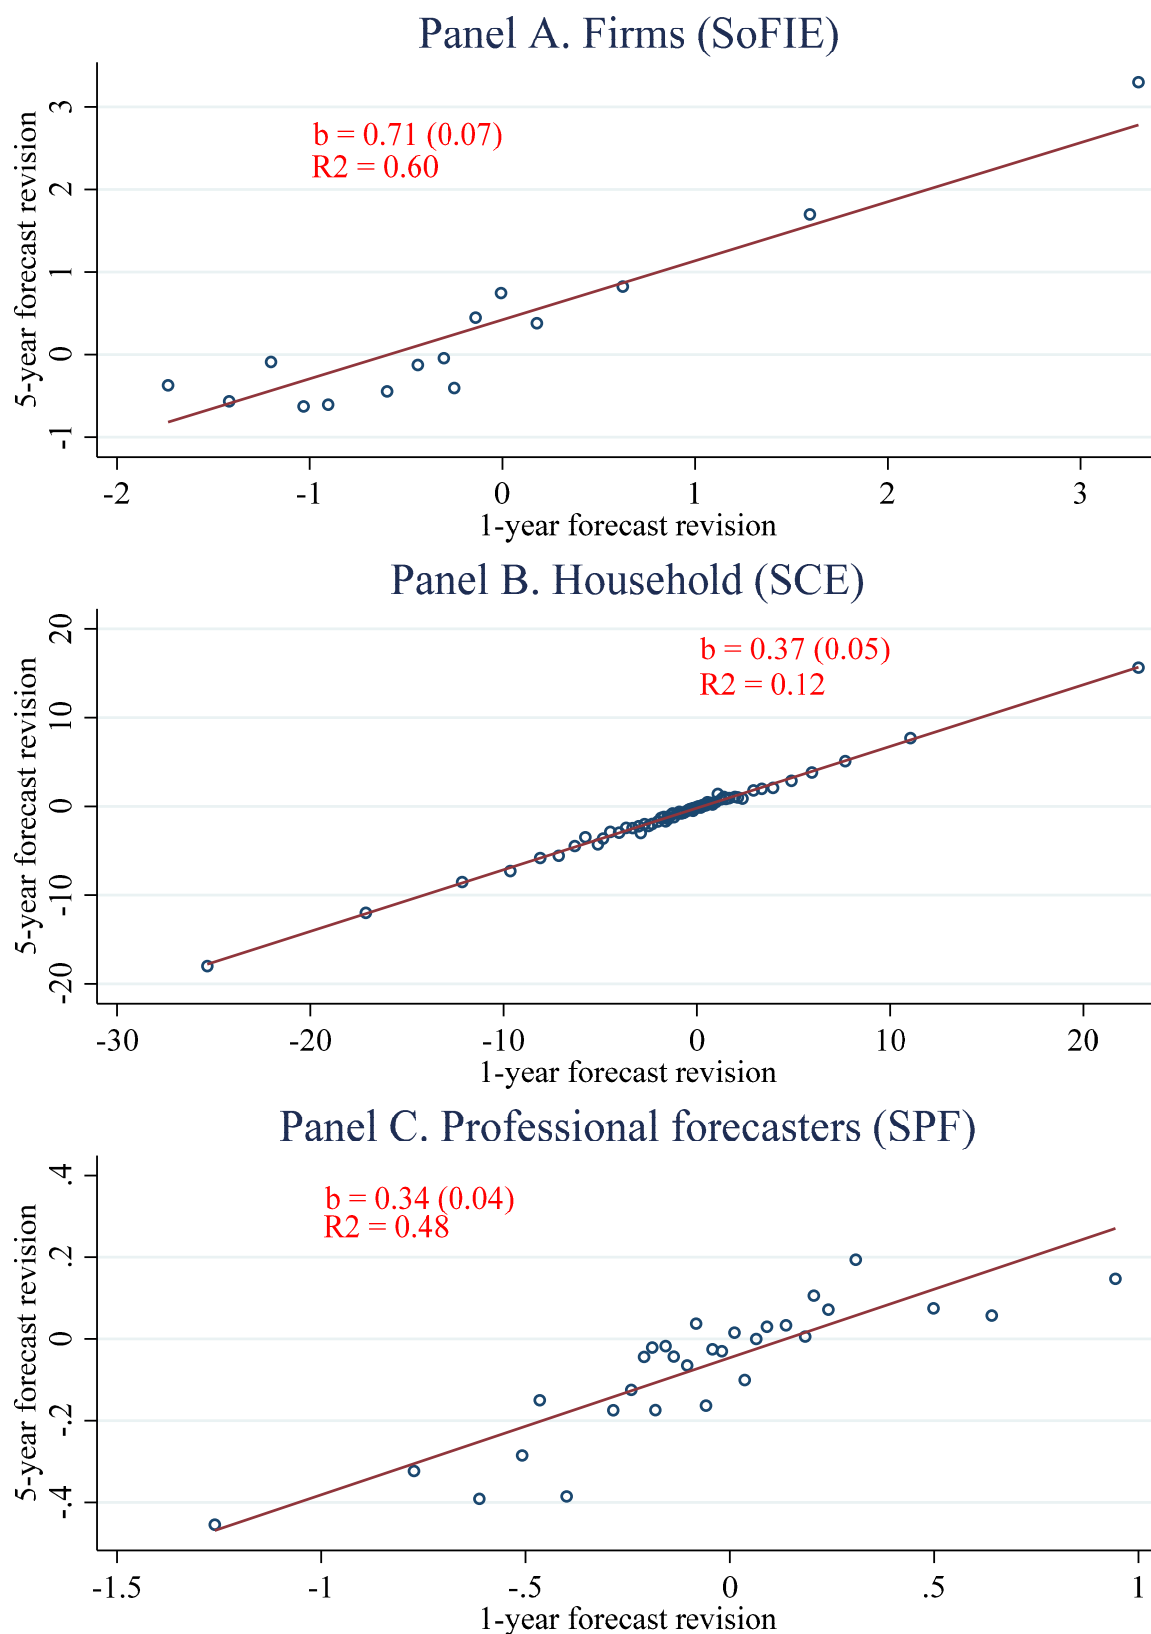 Panel A. Firms (SoFIE)
5-year forecast revision
3
2
1
0
-1
b = 0.71 (0.07)
R2 = 0.60
-2 -1 0 1 2 3
1-year forecast revision
Panel B. Household (SCE)
5-year forecast revision
20
10
0
-10
-20
b = 0.37 (0.05)
R2 = 0.12
-30 -20 -10 0 10 20
1-year forecast revision
Panel C. Professional forecasters (SPF)
5-year forecast revision
.4
.2
0
-.2
-.4
b = 0.34 (0.04)
R2 = 0.48
-1.5 -1 -.5 0 .5 1
1-year forecast revision